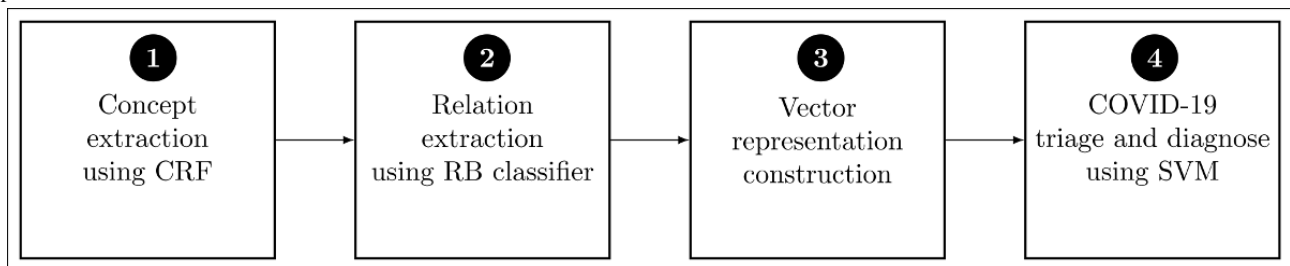 1
Concept
extraction
using CRF
2
Relation
extraction
using RB classifier
3
Vector
representation
construction
4
COVID-19
triage and diagnose
using SVM